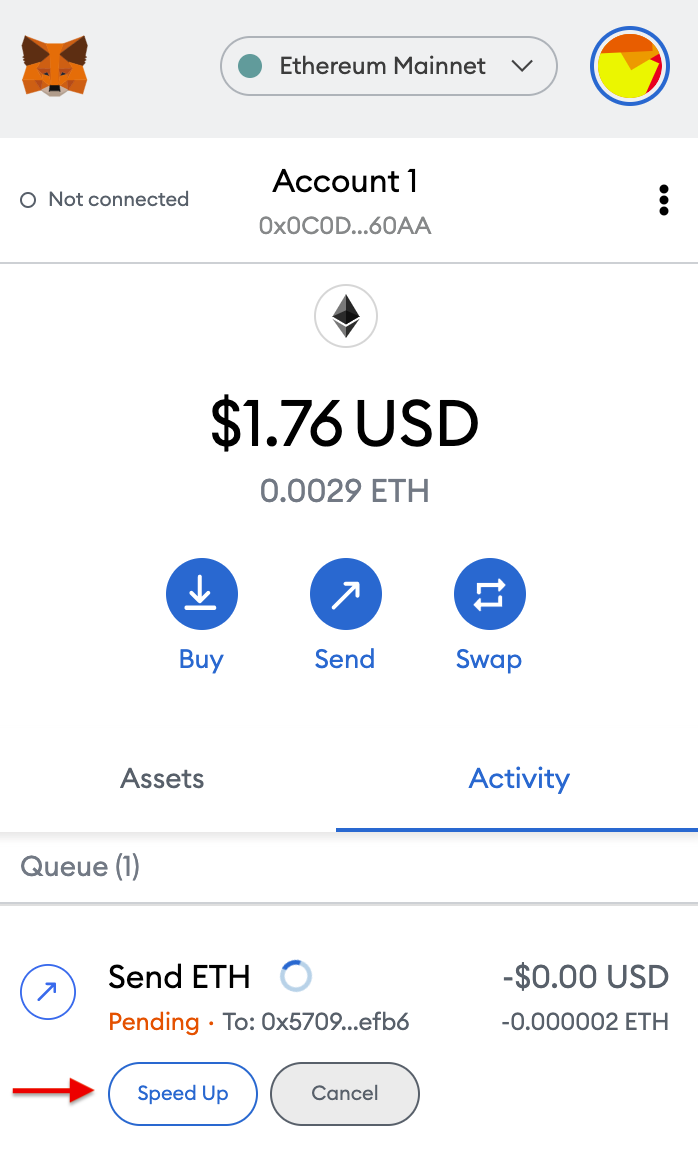 Ethereum Mainnet
Not connected
Account 1
0x0C0D...60AA
$1.76 USD
0.0029 ETH
Buy
Send
Swap
Assets
Activity
Queue (1)
Send ETH
-$0.00 USD
Pending · To: 0x5709...efb6
-0.000002 ETH
Speed Up
Cancel